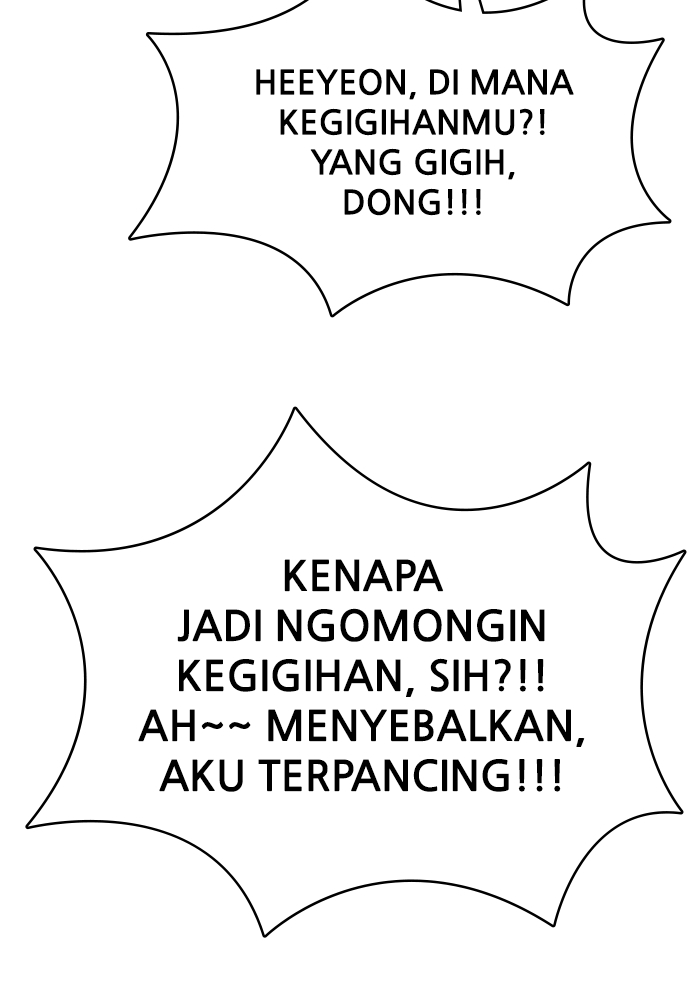 HEEYEON, DI MANA
KEGIGIHANMU?!
YANG GIGIH,
DONG!!!
KENAPA
JADI NGOMONGIN
KEGIGIHAN, SIH?!!
AH~~ MENYEBALKAN,
AKU TERPANCING!!!